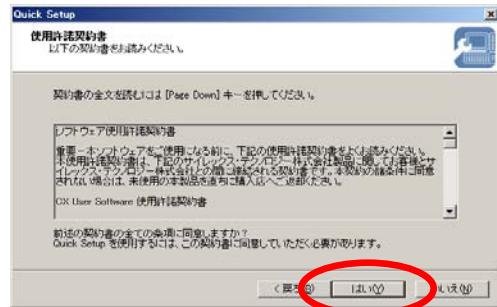 Quick Setup
使用許諾契約書
以下の契約書をお読みください。
契約書の全文を読むには [Page Down] キーを押してください。
ソフトウェア使用許諾契約書
重要－本ソフトウェアをご使用になる前に、下記の使用許諾契約書をよくお読みください。
本使用許諾契約書は、下記のサイレックス・テクノロジー株式会社製品に関してお客様とサ
イレックス・テクノロジー株式会社との間に締結される契約書です。本契約の諸条件に同意
されない場合は、未使用の本製品を直ちに購入店へご返却ください。
CX User Software 使用許諾契約書
前述の契約書の全ての条項に同意しますか?
Quick Setup を使用するには、この契約書に同意していただく必要があります。
< 戻る(B)
はい(Y)
いいえ(N)